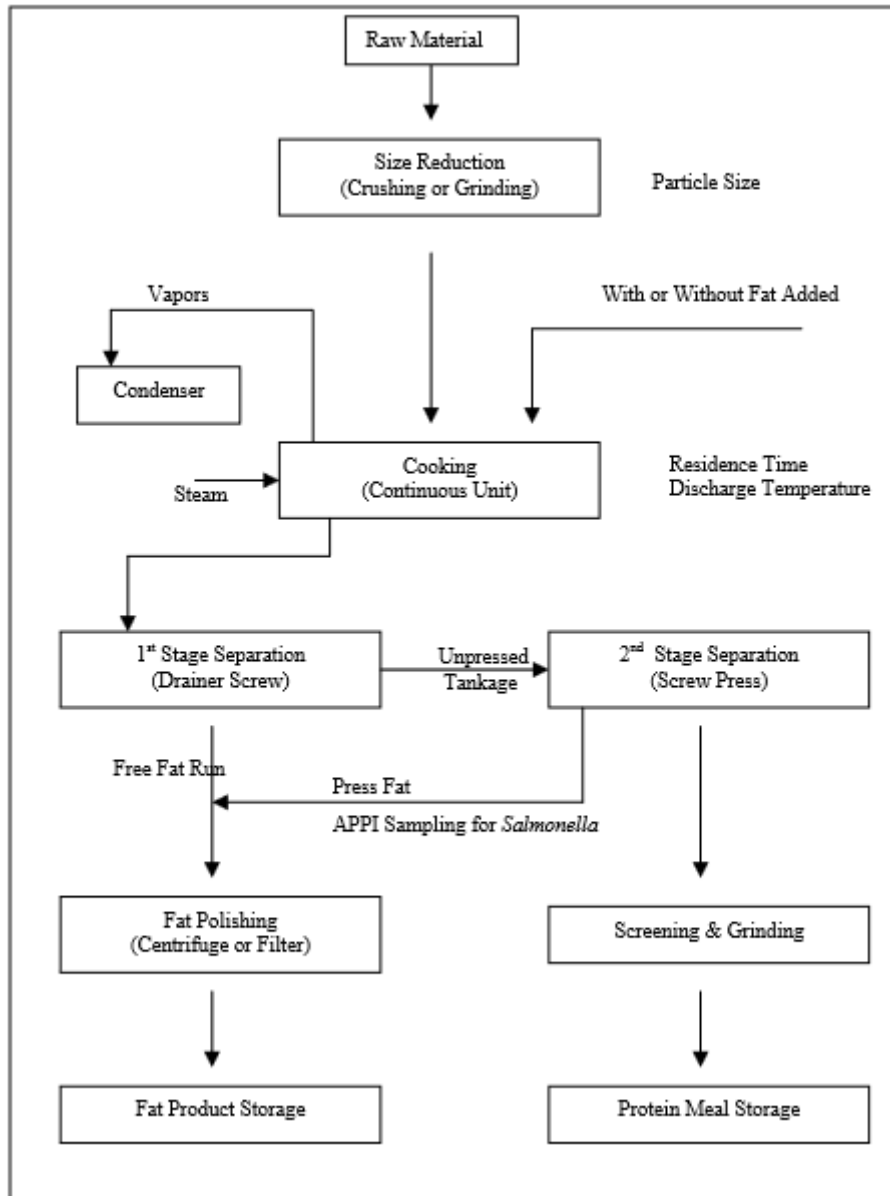 Raw Material
Size Reduction
(Crushing or Grinding)
Particle Size
Vapors
With or Without Fat Added
Condenser
Cooking
(Continuous Unit)
Residence Time
Discharge Temperature
Steam
1st Stage Separation
(Drainer Screw)
Unpressed
Tankage
2nd Stage Separation
(Screw Press)
Free Fat Run
Press Fat
APPI Sampling for Salmonella
Fat Polishing
(Centrifuge or Filter)
Screening & Grinding
Fat Product Storage
Protein Meal Storage